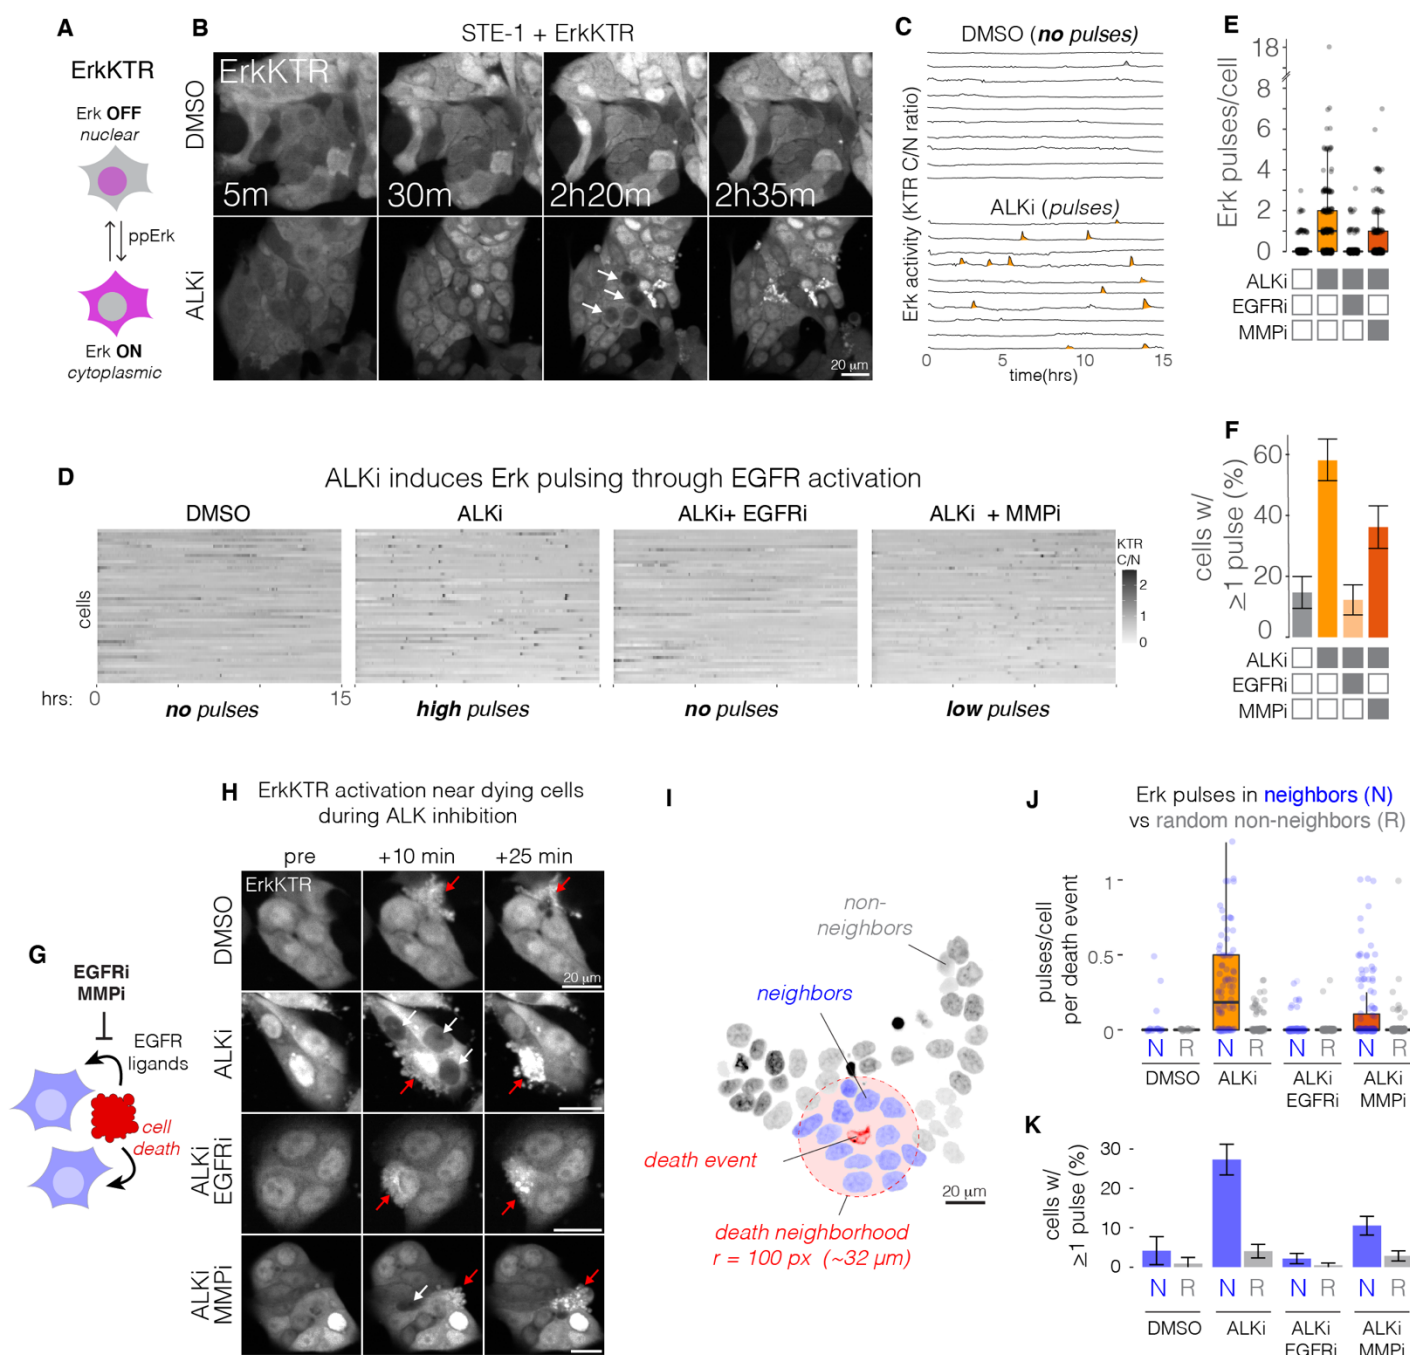 A
ErkKTR
Erk OFF
nuclear
ppErk
Erk ON
cytoplasmic
B
STE-1 + ErkKTR
ErkKTR
DMSO
5m
30m
2h20m
2h35m
ALKi
20 µm
C
DMSO (no pulses)
Erk activity (KTR C/N ratio)
ALKi (pulses)
0
5
10
15
time(hrs)
E
Erk pulses/cell
18
8
6
4
2
0
ALKi
EGFRi
MMPi
D
ALKi induces Erk pulsing through EGFR activation
DMSO
ALKi
ALKi+ EGFRi
ALKi + MMPi
cells
KTR
C/N
2
1
0
hrs:
0
15
no pulses
high pulses
no pulses
low pulses
F
cells w/
≥1 pulse (%)
60
40
20
0
ALKi
EGFRi
MMPi
G
EGFRi
MMPi
EGFR
ligands
cell
death
H
ErkKTR activation near dying cells
during ALK inhibition
pre
+10 min
+25 min
ErkKTR
DMSO
20 µm
ALKi
ALKi
EGFRi
ALKi
MMPi
I
non-
neighbors
neighbors
death event
20 µm
death neighborhood
r = 100 px (~32 µm)
J
Erk pulses in neighbors (N)
vs random non-neighbors (R)
pulses/cell
per death event
1
0.5
0
N R N R N R N R
DMSO
ALKi
ALKi
EGFRi
ALKi
MMPi
K
cells w/
≥1 pulse (%)
30
20
10
0
N R N R N R N R
DMSO
ALKi
ALKi
EGFRi
ALKi
MMPi